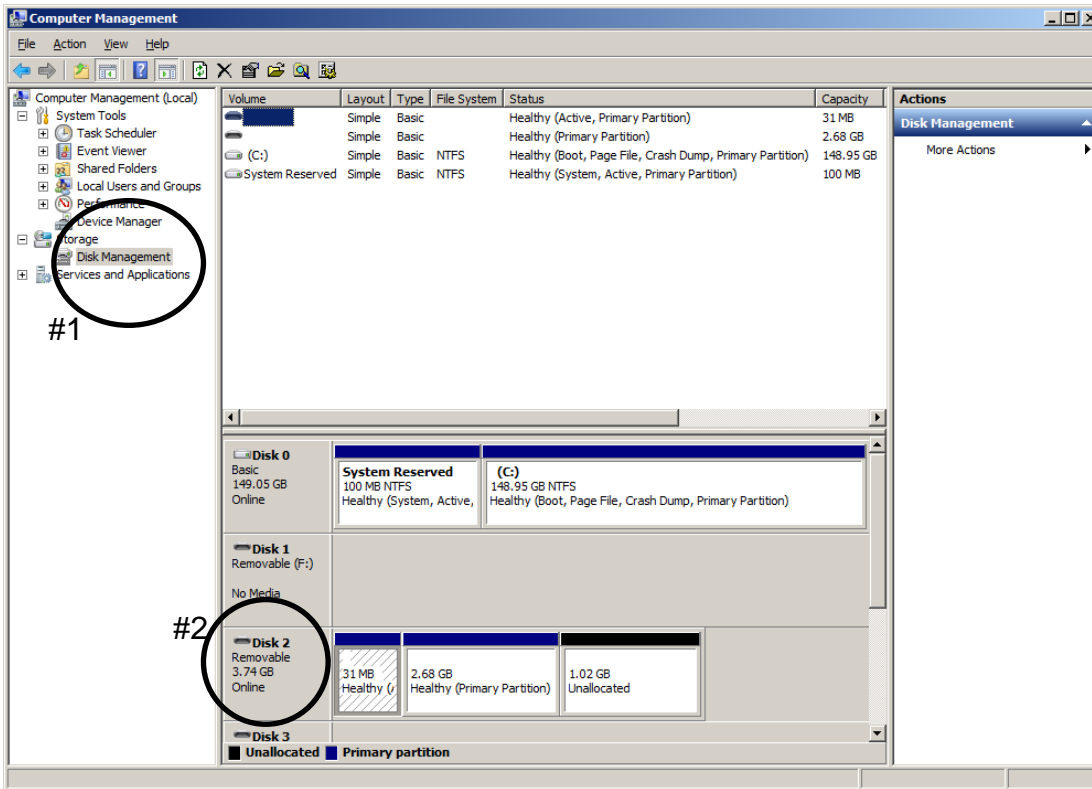 Computer Management
File Action View Help
Computer Management (Local)
System Tools
Task Scheduler
Event Viewer
Shared Folders
Local Users and Groups
Performance
Device Manager
Storage
Disk Management
Services and Applications
#1
Volume Layout Type File System Status Capacity
Simple Basic Healthy (Active, Primary Partition) 31 MB
Simple Basic Healthy (Primary Partition) 2.68 GB
(C:) Simple Basic NTFS Healthy (Boot, Page File, Crash Dump, Primary Partition) 148.95 GB
System Reserved Simple Basic NTFS Healthy (System, Active, Primary Partition) 100 MB
Actions
Disk Management
More Actions
Disk 0
Basic
149.05 GB
Online
System Reserved
100 MB NTFS
Healthy (System, Active,
(C:)
148.95 GB NTFS
Healthy (Boot, Page File, Crash Dump, Primary Partition)
Disk 1
Removable (F:)
No Media
#2
Disk 2
Removable
3.74 GB
Online
31 MB
Healthy (
2.68 GB
Healthy (Primary Partition)
1.02 GB
Unallocated
Disk 3
Unallocated Primary partition